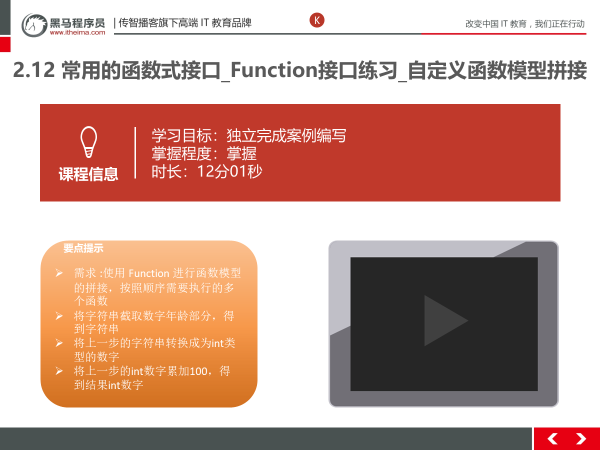 黑马程序员
www.itheima.com
传智播客旗下高端 IT 教育品牌
K
改变中国 IT 教育，我们正在行动
2.12 常用的函数式接口_Function接口练习_自定义函数模型拼接
课程信息
学习目标：独立完成案例编写
掌握程度：掌握
时长：12分01秒
要点提示
需求 :使用 Function 进行函数模型
的拼接，按照顺序需要执行的多
个函数
将字符串截取数字年龄部分，得
到字符串
将上一步的字符串转换成为int类
型的数字
将上一步的int数字累加100，得
到结果int数字